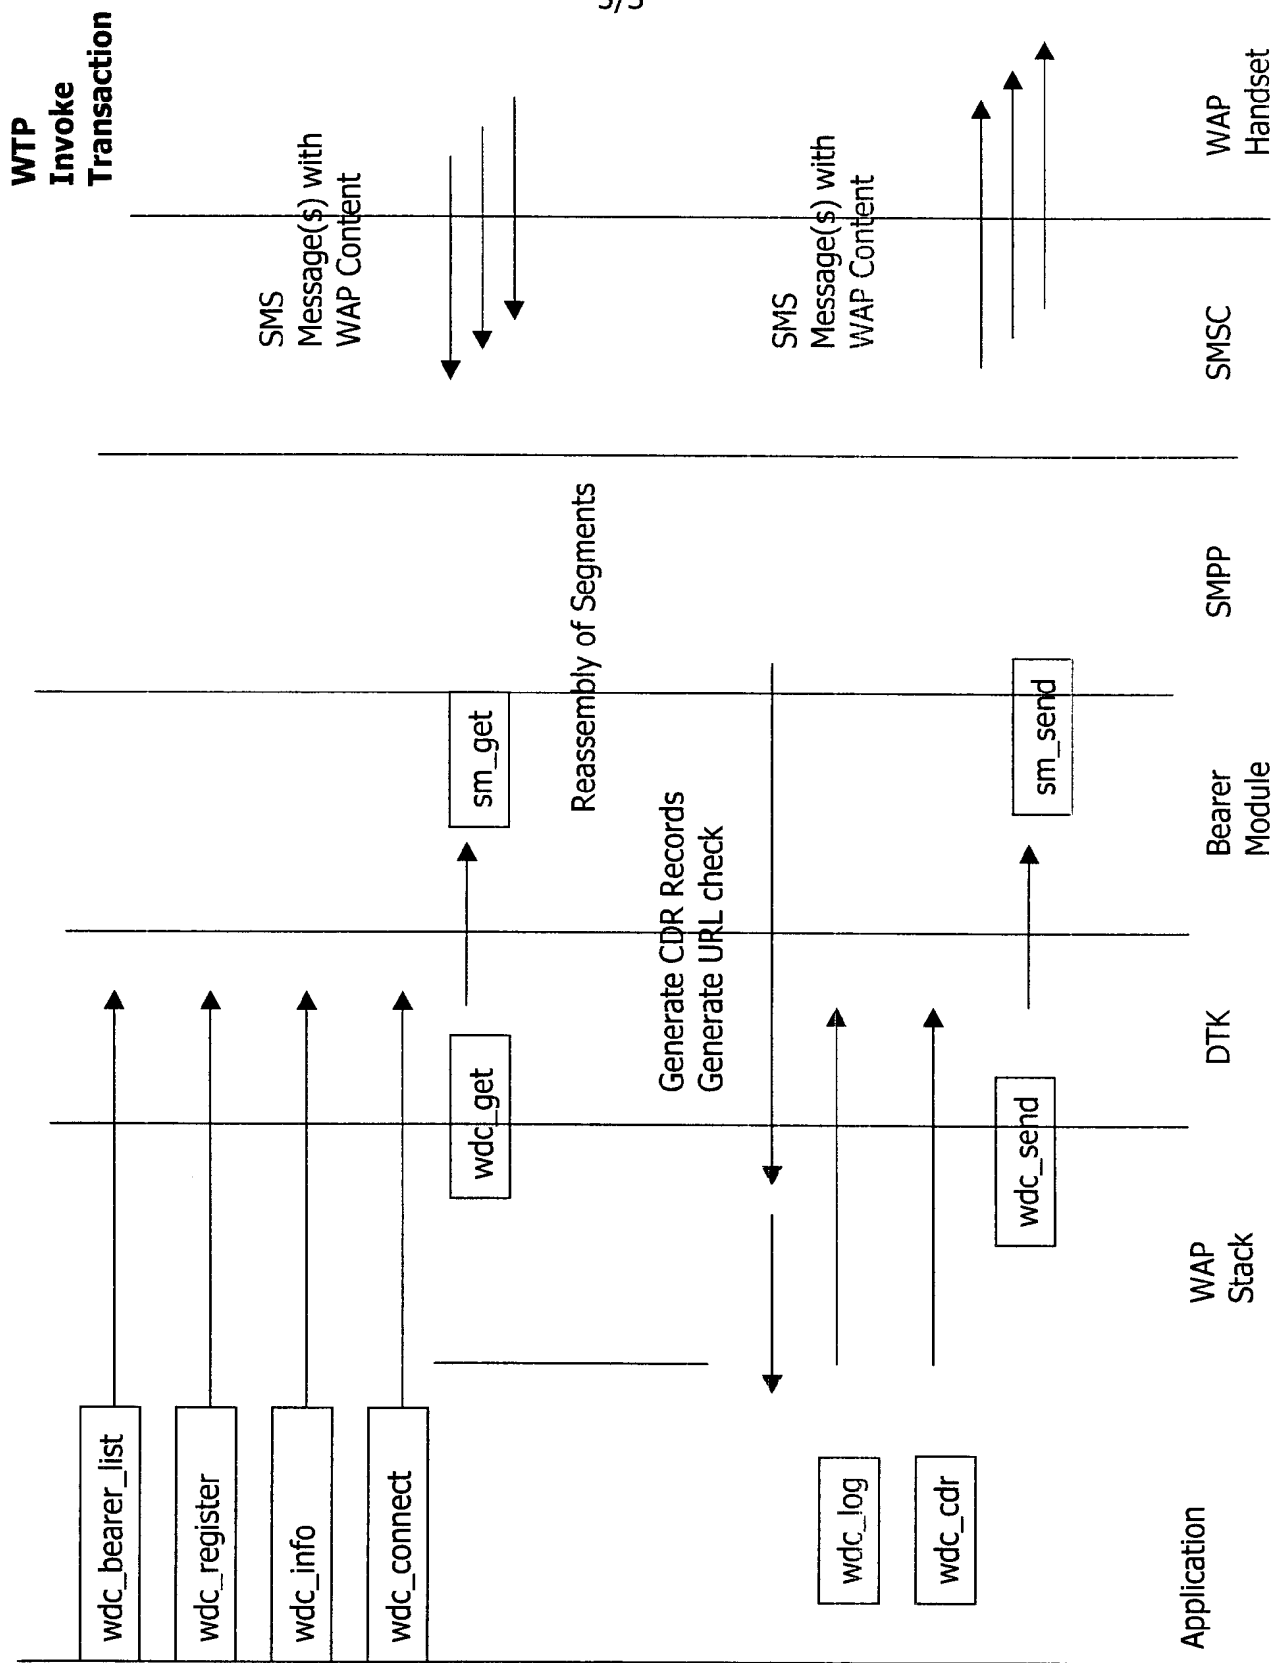 WTP
Invoke
Transaction
SMS
Message(s) with
WAP Content
SMS
Message(s) with
WAP Content
Reassembly of Segments
Generate CDR Records
Generate URL check
wdc_bearer_list
wdc_register
wdc_info
wdc_connect
wdc_get
sm_get
wdc_log
wdc_cdr
wdc_send
sm_send
Application
WAP
Stack
DTK
Bearer
Module
SMPP
SMSC
WAP
Handset